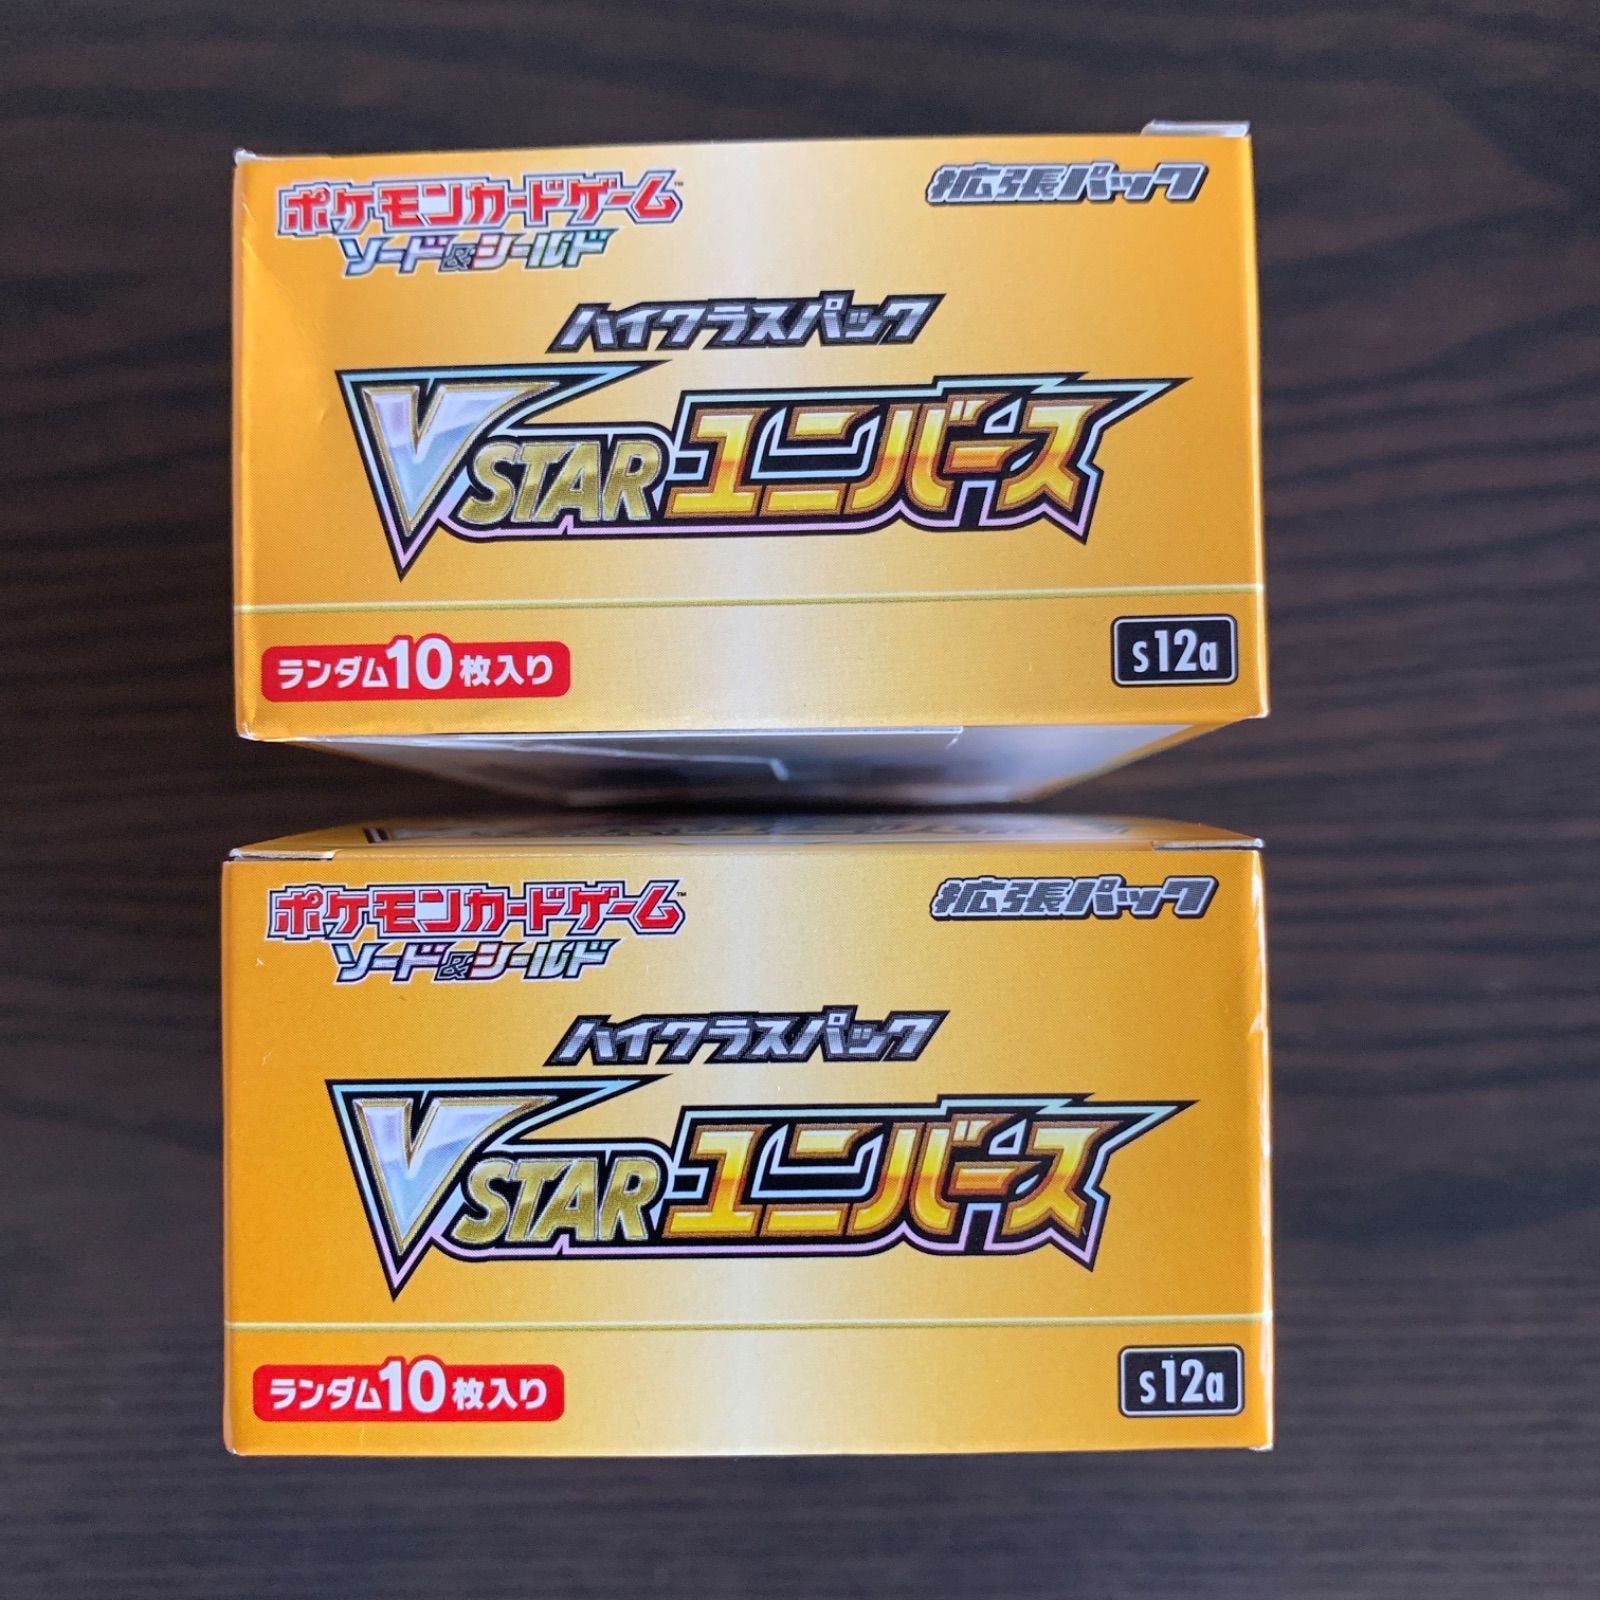 ポケモンカードゲーム™
ソード&シールド
拡張パック
ハイクラスパック
VSTARユニバース
ランダム10枚入り
s12a
ポケモンカードゲーム™
ソード&シールド
拡張パック
ハイクラスパック
VSTARユニバース
ランダム10枚入り
s12a